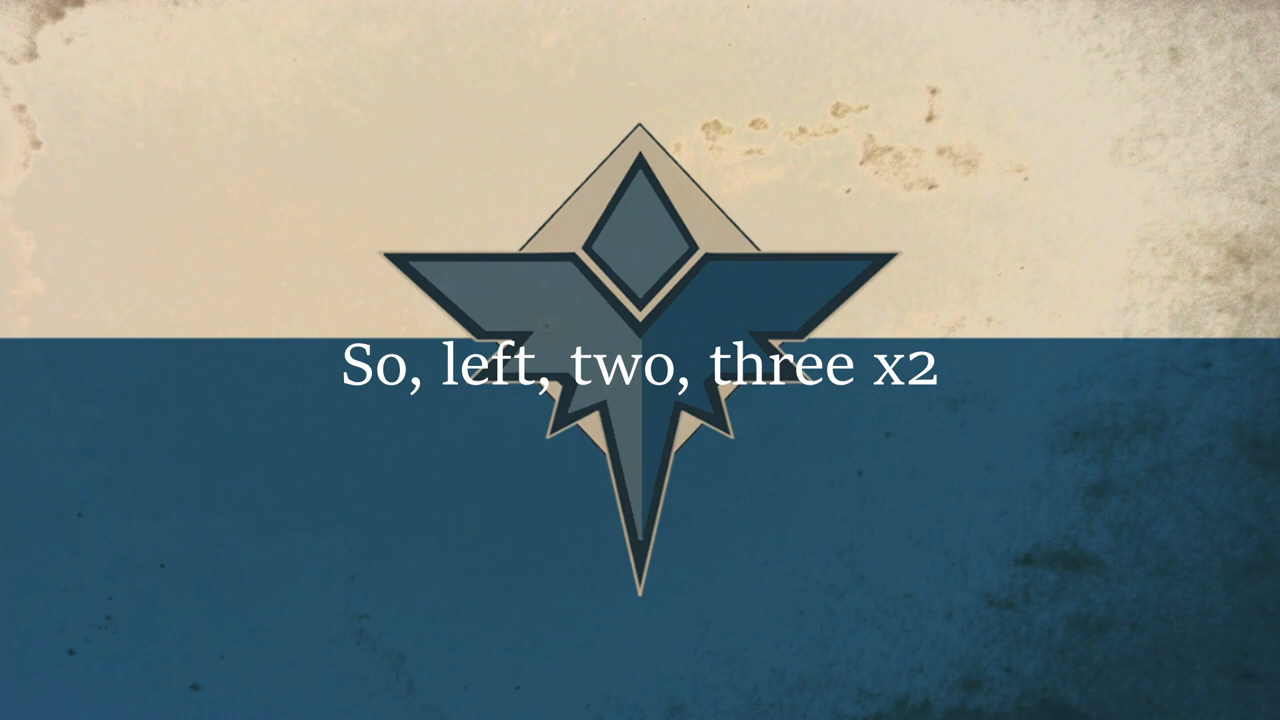 So, left, two, three x2